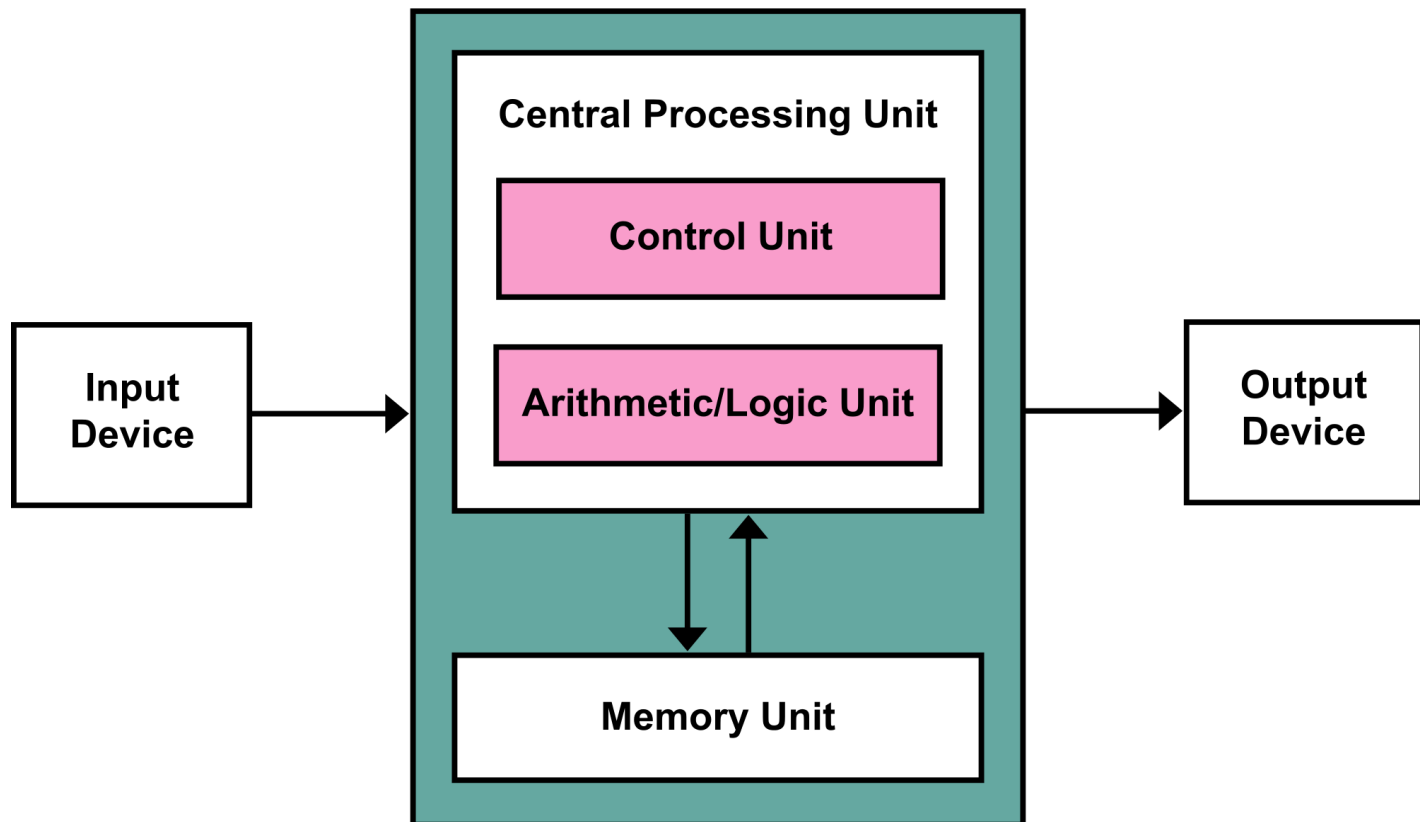 Central Processing Unit
Control Unit
Arithmetic/Logic Unit
Input
Device
Output
Device
Memory Unit